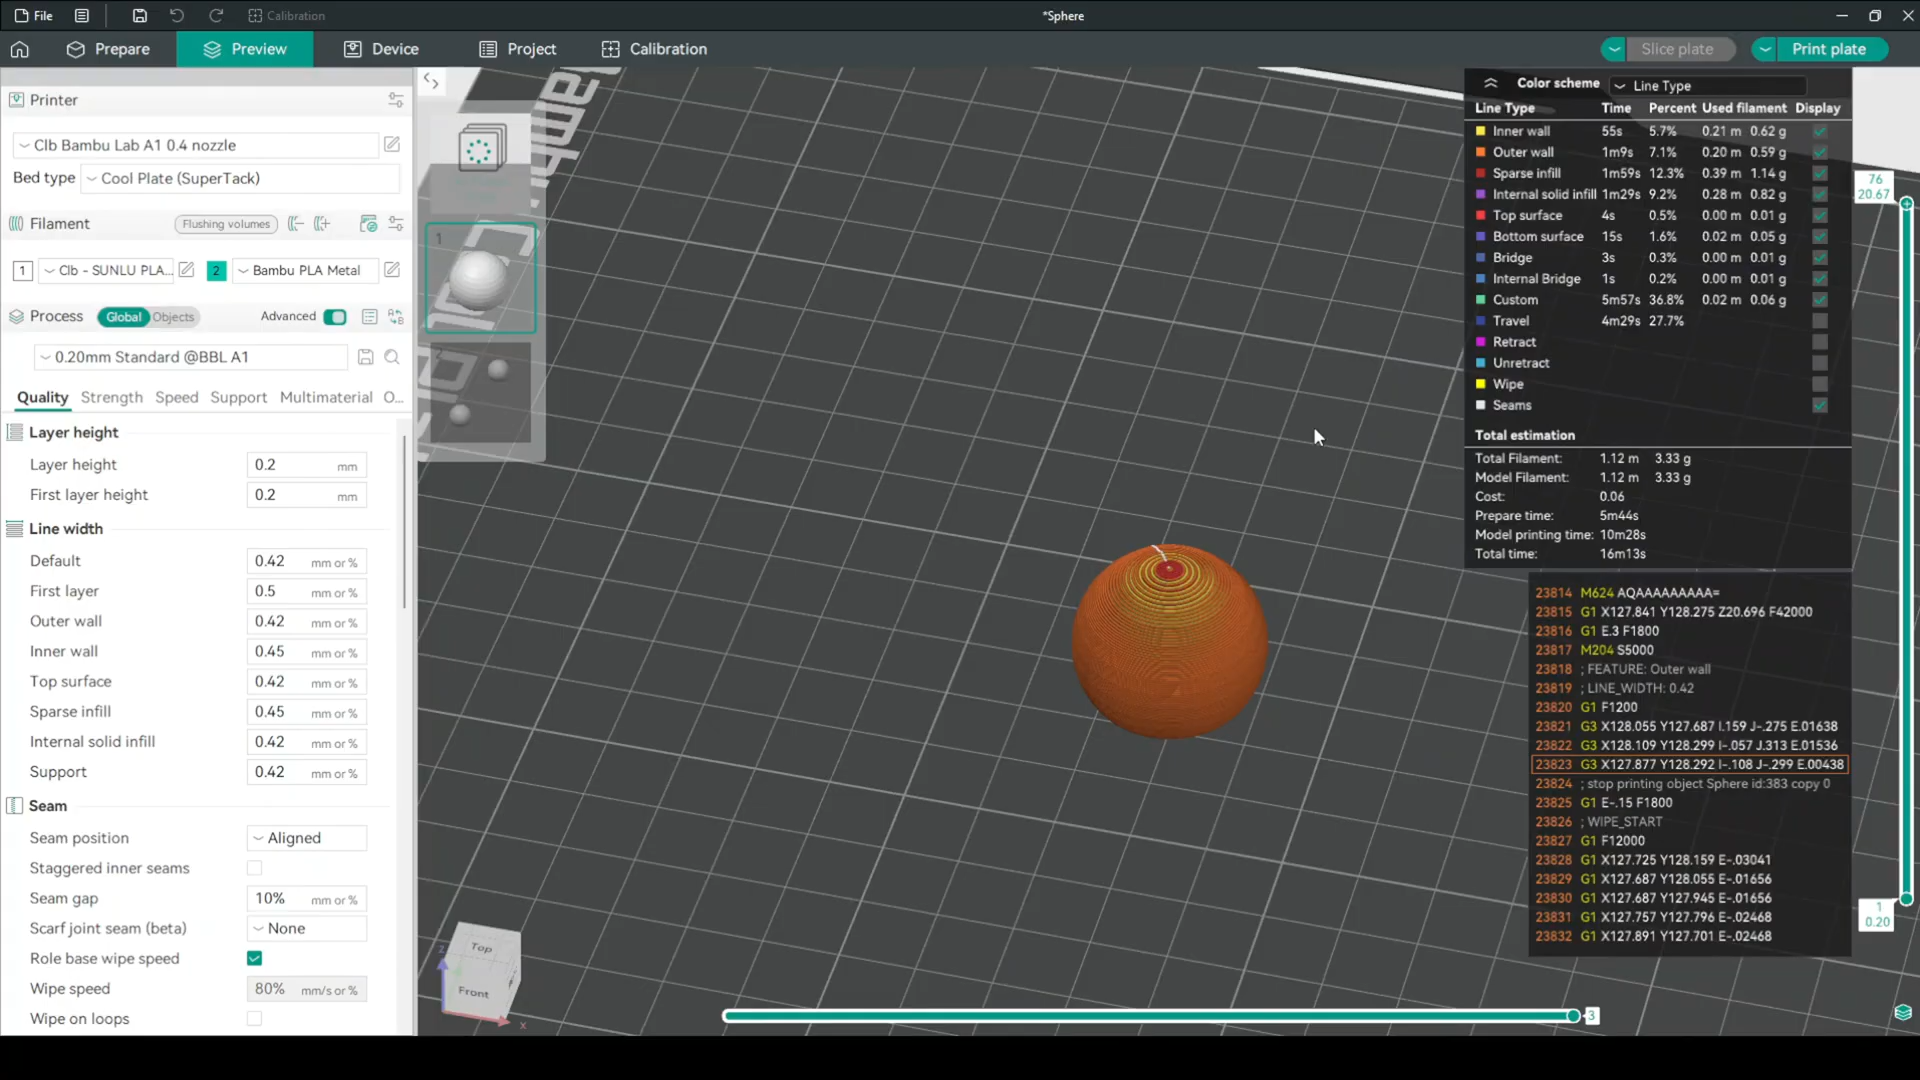 File
Calibration
*Sphere
Prepare
Preview
Device
Project
Calibration
Slice plate
Print plate
Printer
Clb Bambu Lab A1 0.4 nozzle
Bed type Cool Plate (SuperTack)
Filament Flushing volumes
1 Clb - SUNLU PLA... 2 Bambu PLA Metal
Process Global Objects Advanced
0.20mm Standard @BBL A1
Quality Strength Speed Support Multimaterial O...
Layer height
Layer height 0.2 mm
First layer height 0.2 mm
Line width
Default 0.42 mm or %
First layer 0.5 mm or %
Outer wall 0.42 mm or %
Inner wall 0.45 mm or %
Top surface 0.42 mm or %
Sparse infill 0.45 mm or %
Internal solid infill 0.42 mm or %
Support 0.42 mm or %
Seam
Seam position Aligned
Staggered inner seams
Seam gap 10% mm or %
Scarf joint seam (beta) None
Role base wipe speed
Wipe speed 80% mm/s or %
Wipe on loops
1
Top
Front
z
x
Color scheme Line Type
Line Type Time Percent Used filament Display
Inner wall 55s 5.7% 0.21 m 0.62 g
Outer wall 1m9s 7.1% 0.20 m 0.59 g
Sparse infill 1m59s 12.3% 0.39 m 1.14 g
Internal solid infill 1m29s 9.2% 0.28 m 0.82 g
Top surface 4s 0.5% 0.00 m 0.01 g
Bottom surface 15s 1.6% 0.02 m 0.05 g
Bridge 3s 0.3% 0.00 m 0.01 g
Internal Bridge 1s 0.2% 0.00 m 0.01 g
Custom 5m57s 36.8% 0.02 m 0.06 g
Travel 4m29s 27.7%
Retract
Unretract
Wipe
Seams
Total estimation
Total Filament: 1.12 m 3.33 g
Model Filament: 1.12 m 3.33 g
Cost: 0.06
Prepare time: 5m44s
Model printing time: 10m28s
Total time: 16m13s
23814 M624 AQAAAAAAAAA=
23815 G1 X127.841 Y128.275 Z20.696 F42000
23816 G1 E.3 F1800
23817 M204 S5000
23818 ; FEATURE: Outer wall
23819 ; LINE_WIDTH: 0.42
23820 G1 F1200
23821 G3 X128.055 Y127.687 I.159 J-.275 E.01638
23822 G3 X128.109 Y128.299 I-.057 J.313 E.01536
23823 G3 X127.877 Y128.292 I-.108 J-.299 E.00438
23824 ; stop printing object Sphere id:383 copy 0
23825 G1 E-.15 F1800
23826 ; WIPE_START
23827 G1 F12000
23828 G1 X127.725 Y128.159 E-.03041
23829 G1 X127.687 Y128.055 E-.01656
23830 G1 X127.687 Y127.945 E-.01656
23831 G1 X127.757 Y127.796 E-.02468
23832 G1 X127.891 Y127.701 E-.02468
76
20.67
1
0.20
3